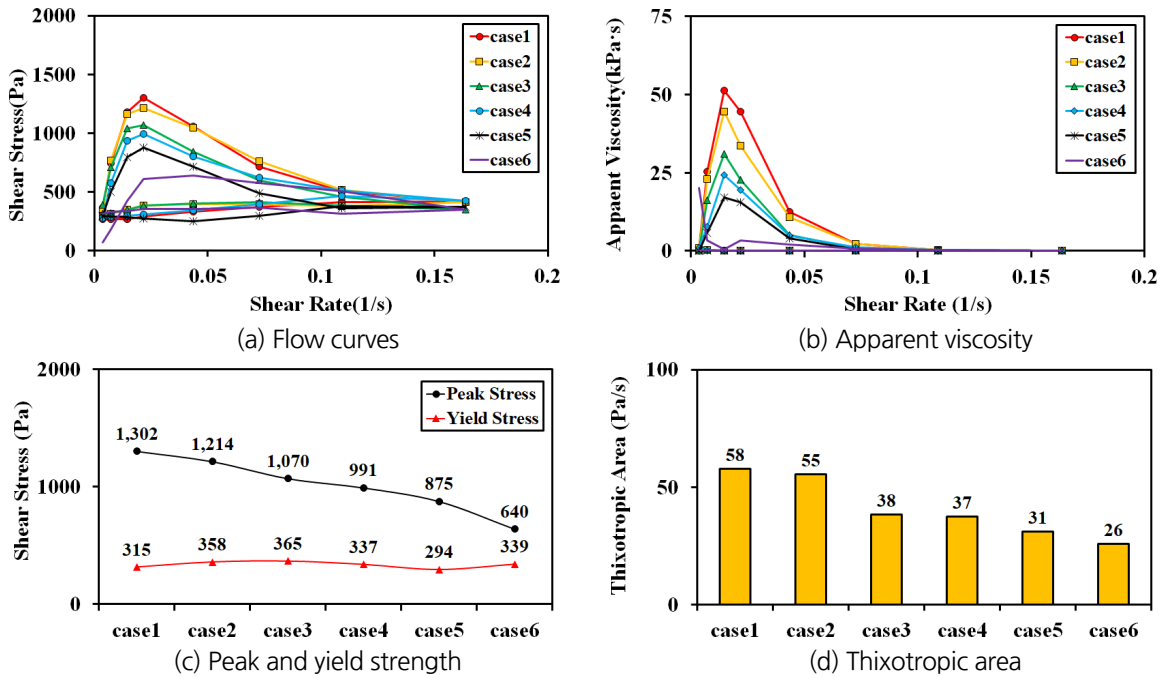 2000
1500
1000
500
0
Shear Stress(Pa)
case1
case2
case3
case4
case5
case6
0 0.05 0.1 0.15 0.2
Shear Rate(1/s)
(a) Flow curves
75
50
25
0
Appaent Viscosity(kPa·s)
case1
case2
case3
case4
case5
case6
0 0.05 0.1 0.15 0.2
Shear Rate (1/s)
(b) Apparent viscosity
2000
1000
0
Shear Stress (Pa)
Peak Stress
Yield Stress
1,302 1,214 1,070 991 875 640
315 358 365 337 294 339
case1 case2 case3 case4 case5 case6
(c) Peak and yield strength
100
50
0
Thixotropic Area (Pa/s)
58 55 38 37 31 26
case1 case2 case3 case4 case5 case6
(d) Thixotropic area